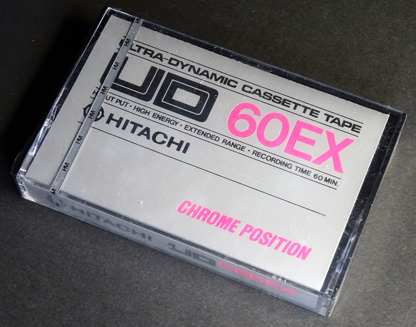 ULTRA-DYNAMIC CASSETTE TAPE
UD 60EX
OUTPUT · HIGH ENERGY · EXTENDED RANGE · RECORDING TIME 60 MIN.
HITACHI
CHROME POSITION
HITACHI UD